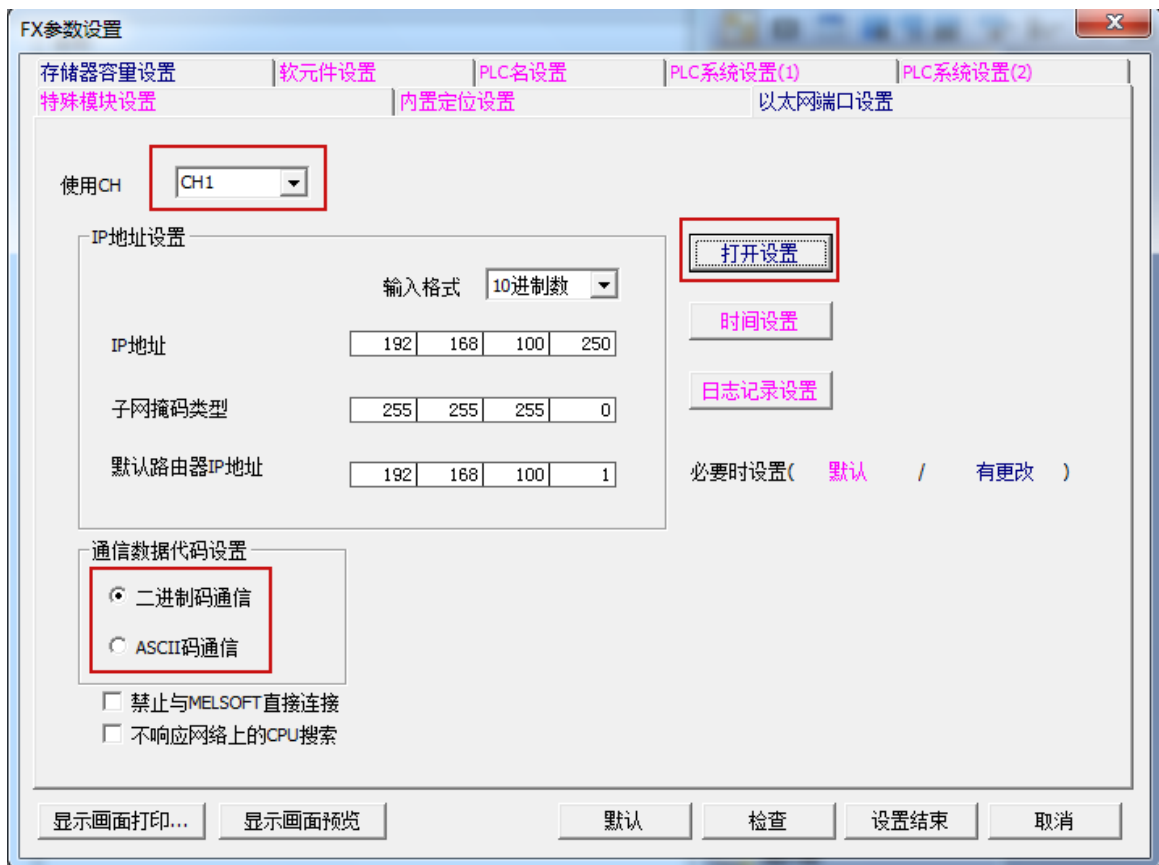 FX参数设置
存储器容量设置 软元件设置 PLC名设置 PLC系统设置(1) PLC系统设置(2)
特殊模块设置 内置定位设置 以太网端口设置
使用CH CH1
IP地址设置
打开设置
输入格式 10进制数
时间设置
IP地址 192 168 100 250
日志记录设置
子网掩码类型 255 255 255 0
默认路由器IP地址 192 168 100 1
必要时设置( 默认 / 有更改 )
通信数据代码设置
二进制码通信
ASCII码通信
禁止与MELSOFT直接连接
不响应网络上的CPU搜索
显示画面打印... 显示画面预览 默认 检查 设置结束 取消